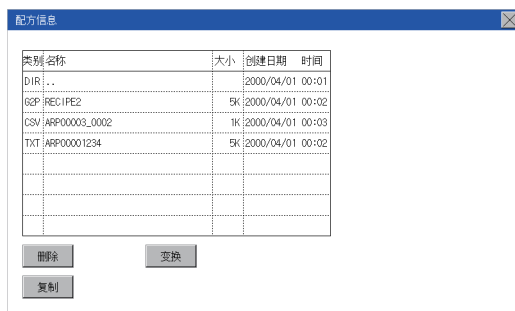 配方信息
类别 名称 大小 创建日期 时间
DIR .. 2000/04/01 00:01
G2P RECIPE2 5K 2000/04/01 00:02
CSV ARP00003_0002 1K 2000/04/01 00:03
TXT ARP00001234 5K 2000/04/01 00:02
删除 变换
复制